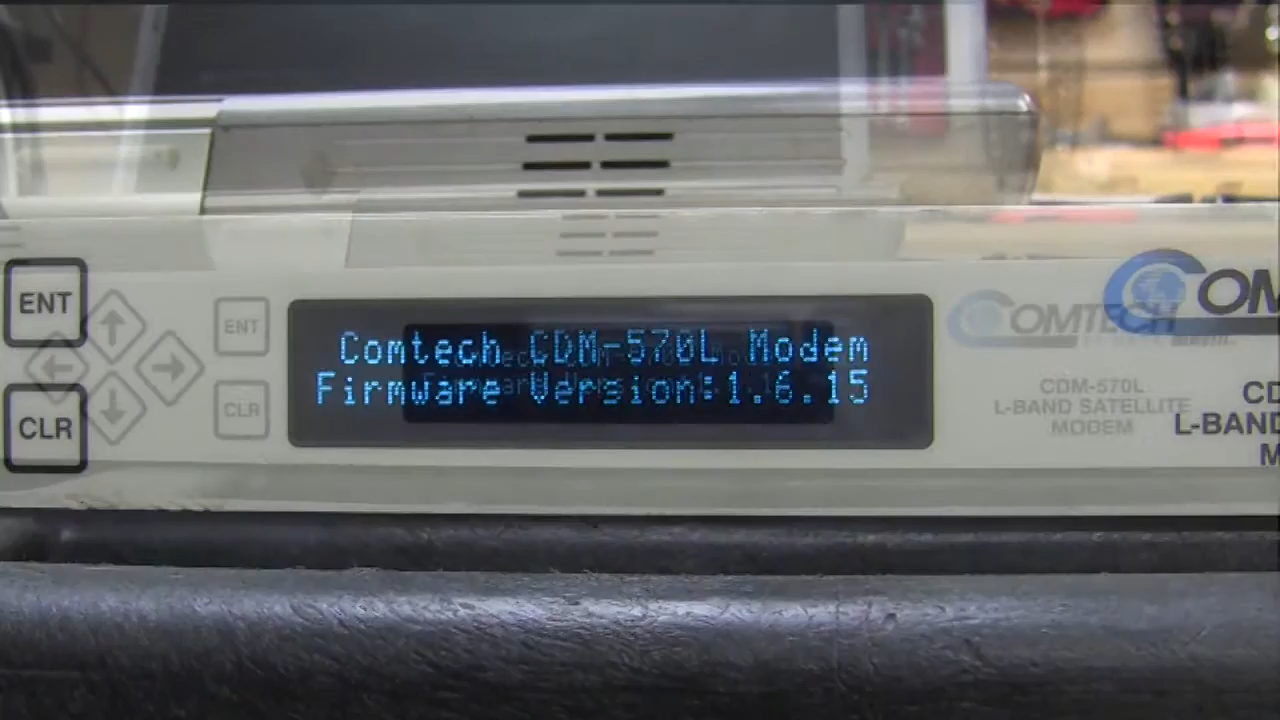 ENT
CLR
ENT
CLR
Comtech CDM-570L Modem
Firmware Version:1.6.15
COMTECH
CDM-570L
L-BAND SATELLITE
MODEM
COM
CD
L-BAND
M